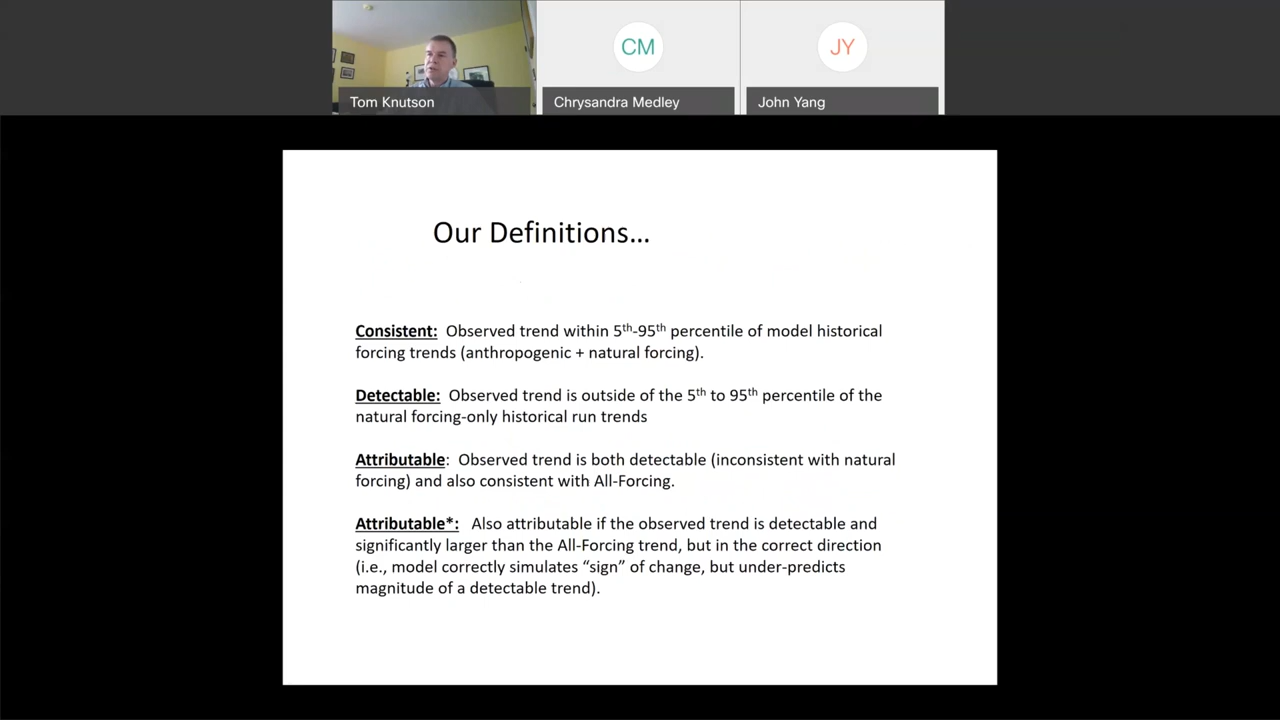 CM
JY
Tom Knutson
Chrysandra Medley
John Yang
Our Definitions...
Consistent: Observed trend within 5th-95th percentile of model historical
forcing trends (anthropogenic + natural forcing).
Detectable: Observed trend is outside of the 5th to 95th percentile of the
natural forcing-only historical run trends
Attributable: Observed trend is both detectable (inconsistent with natural
forcing) and also consistent with All-Forcing.
Attributable*: Also attributable if the observed trend is detectable and
significantly larger than the All-Forcing trend, but in the correct direction
(i.e., model correctly simulates “sign” of change, but under-predicts
magnitude of a detectable trend).